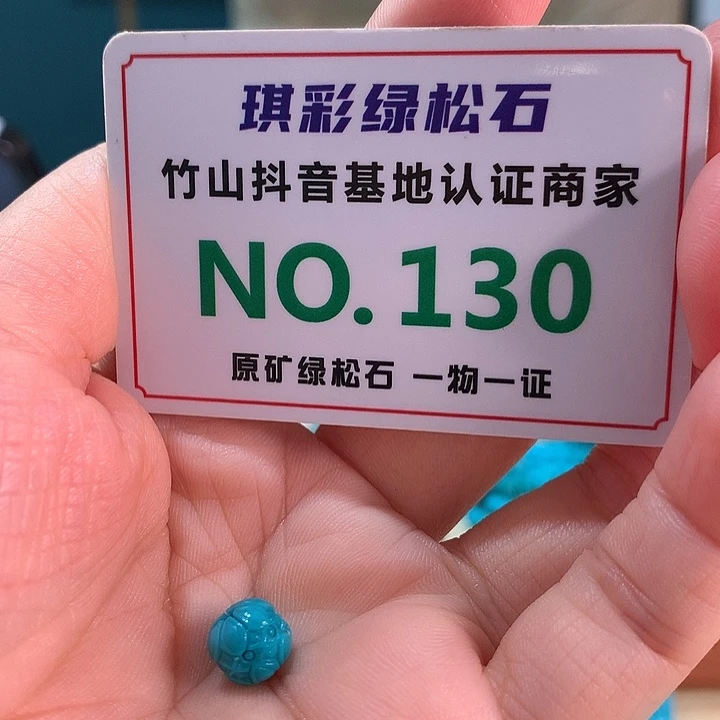 琪彩绿松石
竹山抖音基地认证商家
NO.130
原矿绿松石 一物一证